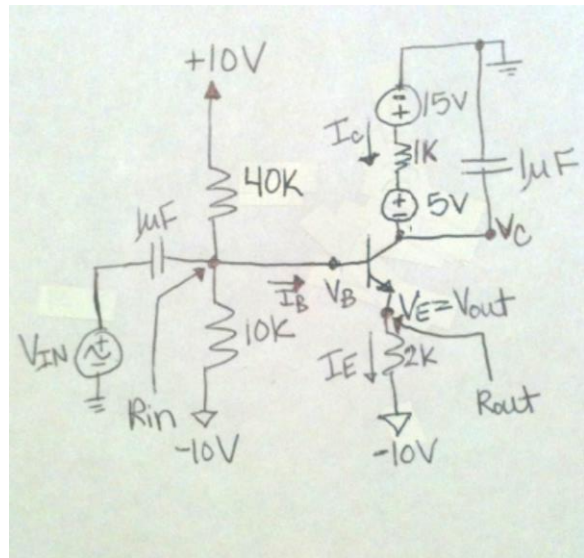 +10V
-
+
15V
Ic
1K
1µF
40K
+
-
5V
1µF
Vc
IB
VB
VE=Vout
VIN
+
-
10K
IE
2K
Rin
Rout
-10V
-10V